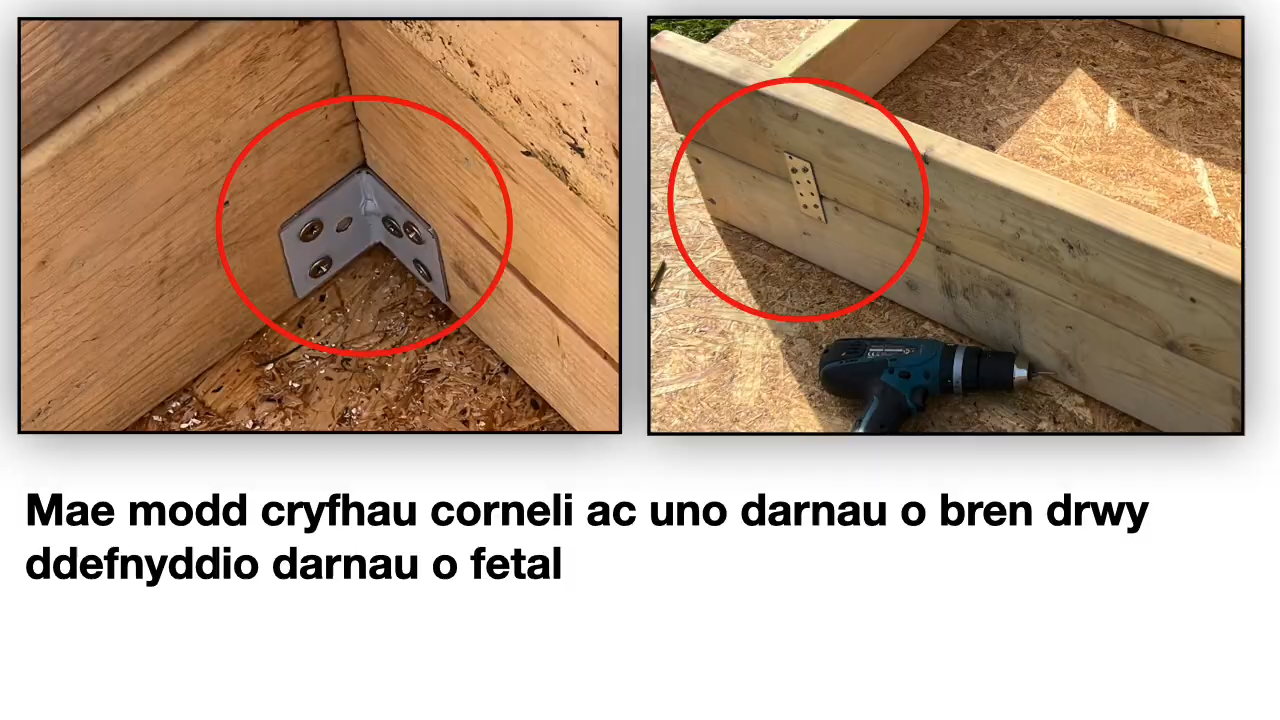 Mae modd cryfhau corneli ac uno darnau o bren drwy
ddefnyddio darnau o fetal